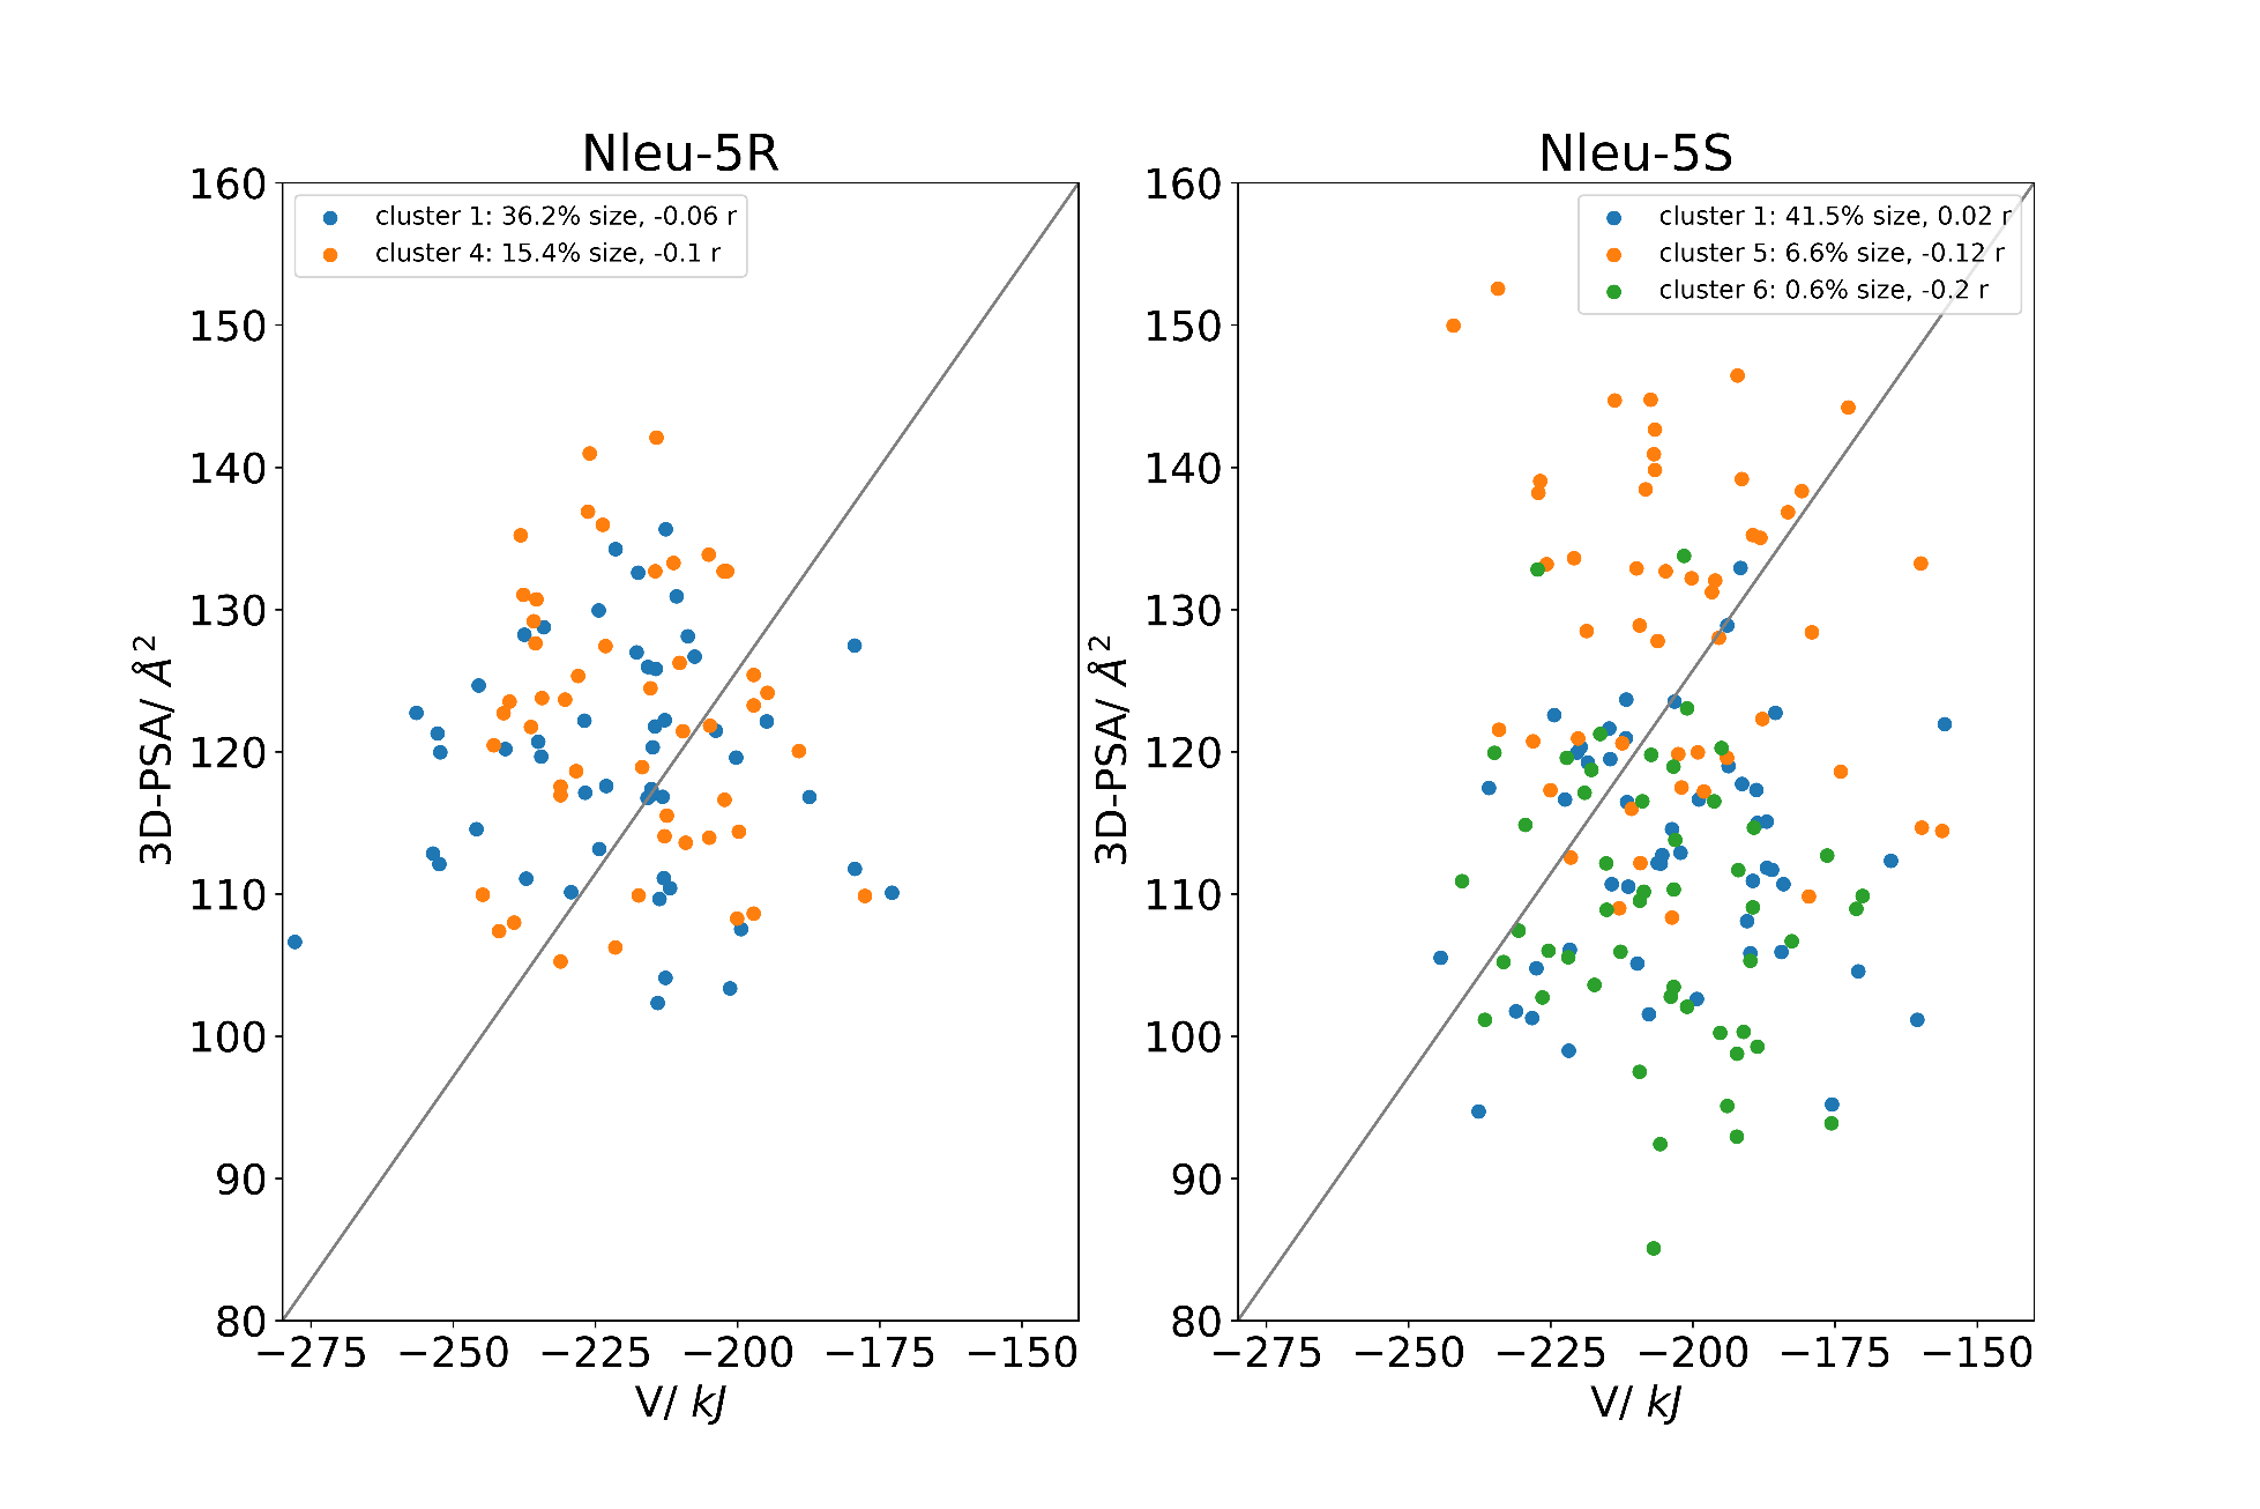 Nleu-5R
160
150
140
130
120
110
100
90
80
3D-PSA/ Å²
cluster 1: 36.2% size, -0.06 r
cluster 4: 15.4% size, -0.1 r
−275 −250 −225 −200 −175 −150
V/ kJ
Nleu-5S
160
150
140
130
120
110
100
90
80
3D-PSA/ Å²
cluster 1: 41.5% size, 0.02 r
cluster 5: 6.6% size, -0.12 r
cluster 6: 0.6% size, -0.2 r
−275 −250 −225 −200 −175 −150
V/ kJ